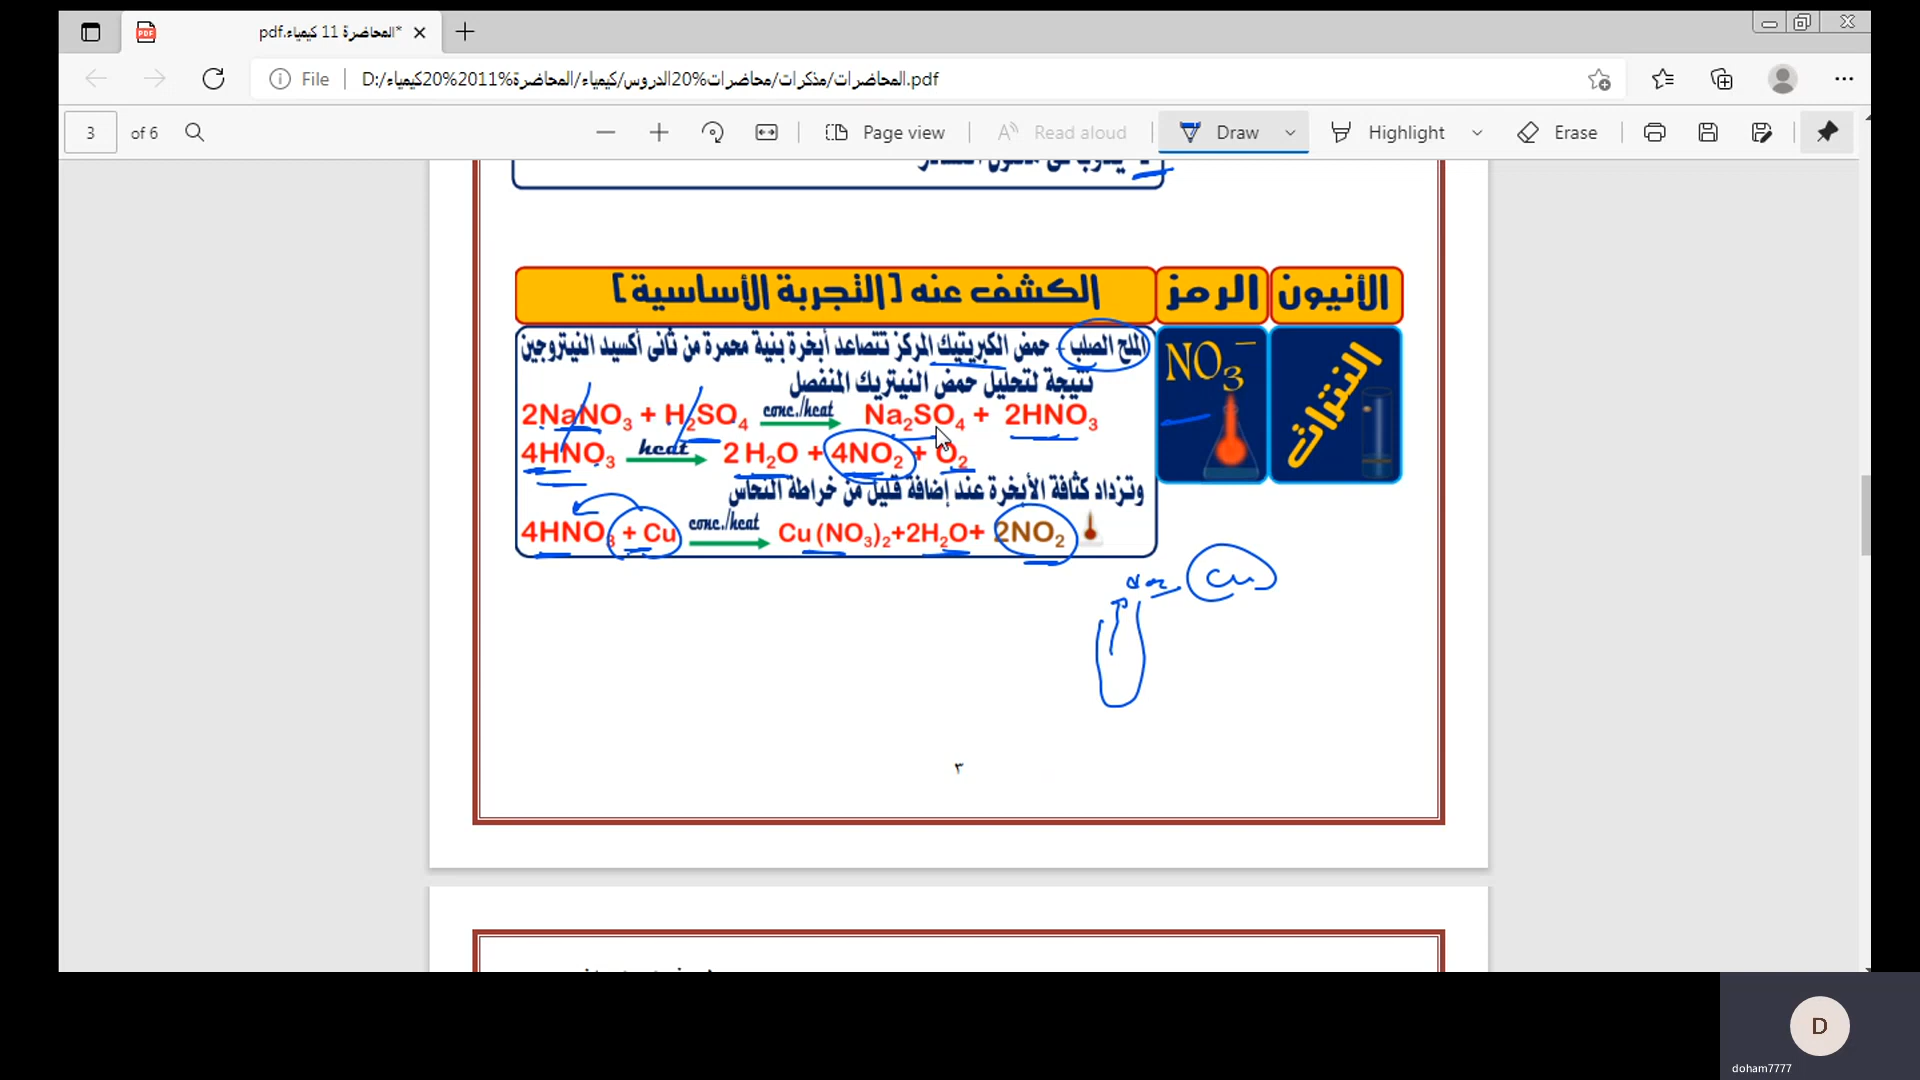 المحاضرة 11 كيمياء.pdf*
File D:/المحاضرات/مذكرات/محاضرات%20الدروس/كيمياء/المحاضرة%2011%20كيمياء.pdf
3 of 6 Page view Read aloud Draw Highlight Erase
الأنيون الرمز الكشف عنه [التجربة الأساسية]
النترات
NO3−
الملح الصلب - حمض الكبريتيك المركز تتصاعد أبخرة بنية محمرة من ثانى أكسيد النيتروجين
نتيجة لتحليل حمض النيتريك المنفصل
2NaNO3 + H2SO4 conc./heat Na2SO4 + 2HNO3
4HNO3 heat 2 H2O + 4NO2 + O2
وتزداد كثافة الأبخرة عند إضافة قليل من خراطة النحاس
4HNO3 + Cu conc./heat Cu (NO3)2+2H2O+ 2NO2
Cu
٣
D
doham7777